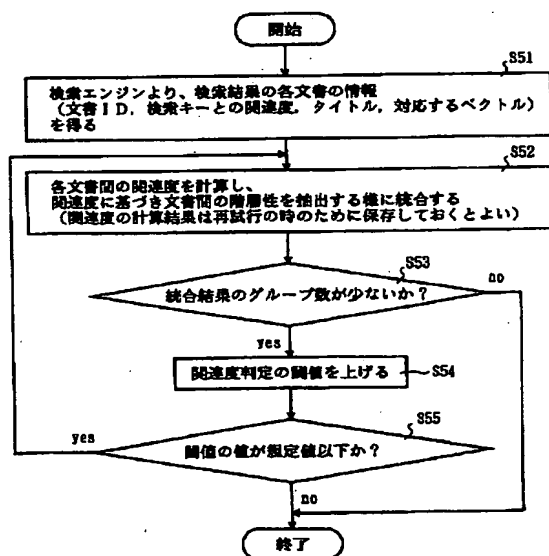 開始
S51
検索エンジンより、検索結果の各文書の情報
(文書ID, 検索キーとの関連度, タイトル, 対応するベクトル)
を得る
S52
各文書間の関連度を計算し、
関連度に基づき文書間の階層性を抽出する様に統合する
(関連度の計算結果は再試行の時のために保存しておくとよい)
S53
no
統合結果のグループ数が少ないか?
yes
関連度判定の閾値を上げる
S54
S55
yes
閾値の値が規定値以下か?
no
終了